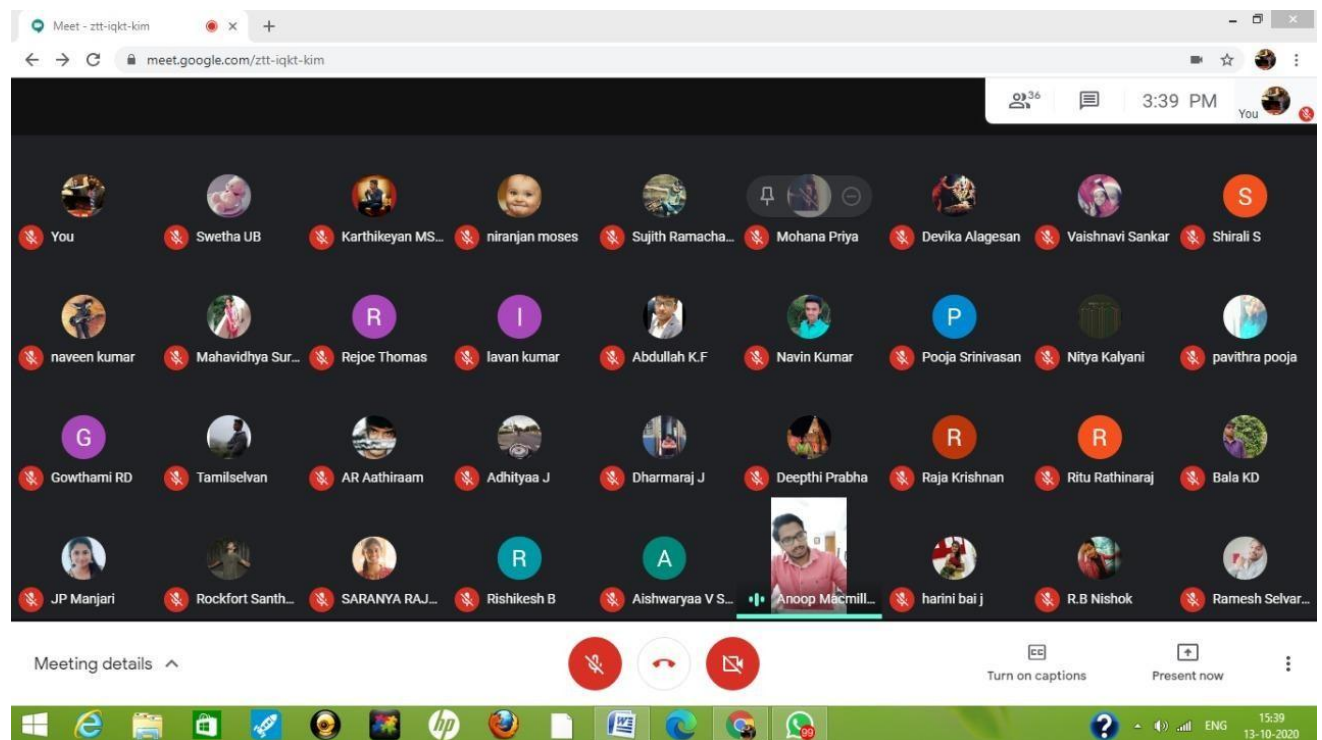 Meet - ztt-iqkt-kim
meet.google.com/ztt-iqkt-kim
36 3:39 PM You
You Swetha UB Karthikeyan MS... niranjan moses Sujith Ramacha... Mohana Priya Devika Alagesan Vaishnavi Sankar Shirali S
S
R I P
naveen kumar Mahavidhya Sur... Rejoe Thomas lavan kumar Abdullah K.F Navin Kumar Pooja Srinivasan Nitya Kalyani pavithra pooja
G R R
Gowthami RD Tamilselvan AR Aathiraam Adhityaa J Dharmaraj J Deepthi Prabha Raja Krishnan Ritu Rathinaraj Bala KD
R A
JP Manjari Rockfort Santh... SARANYA RAJ... Rishikesh B Aishwaryaa V S... Anoop Macmill... harini bai j R.B Nishok Ramesh Selvar...
Meeting details
CC
Turn on captions Present now
hp W 99 ? ENG 15:39
13-10-2020